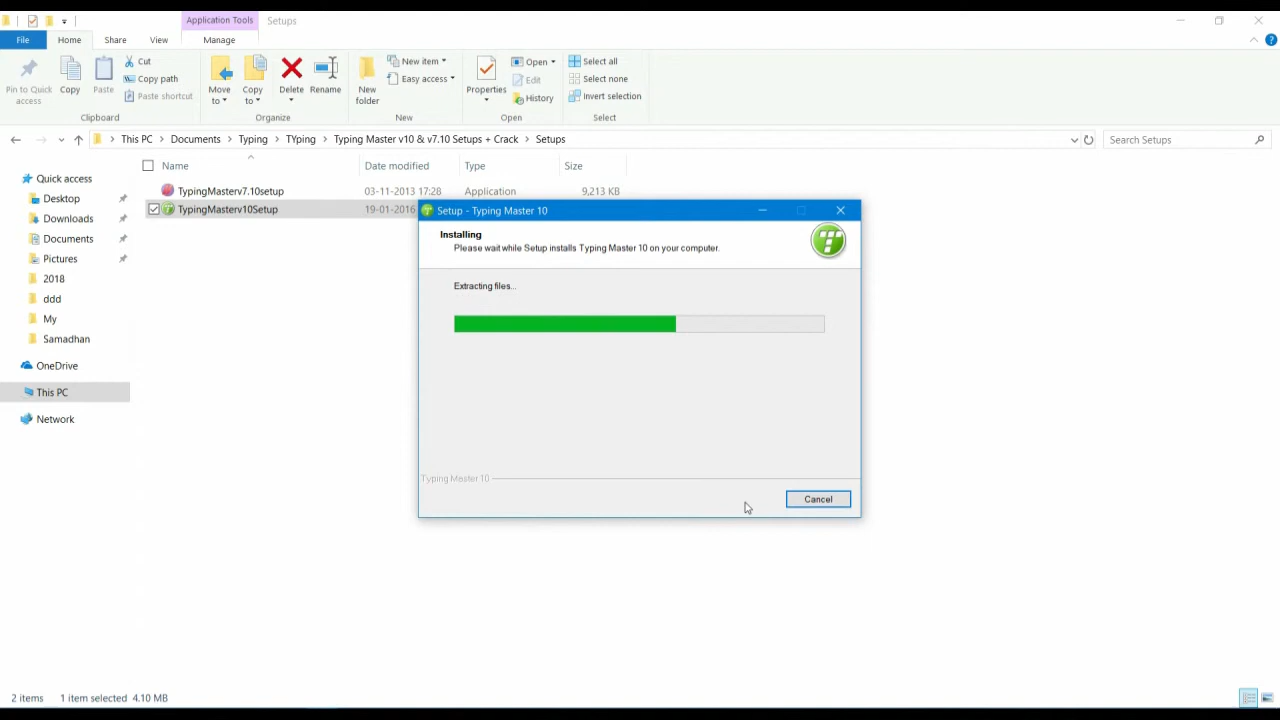 Application Tools Setups
File Home Share View Manage
Pin to Quick access
Copy
Paste
Cut
Copy path
Paste shortcut
Clipboard
Move to
Copy to
Delete
Rename
Organize
New folder
New item
Easy access
New
Properties
Open
Edit
History
Open
Select all
Select none
Invert selection
Select
This PC Documents Typing TYping Typing Master v10 & v7.10 Setups + Crack Setups
Search Setups
Name Date modified Type Size
TypingMasterv7.10setup 03-11-2013 17:28 Application 9,213 KB
TypingMasterv10Setup 19-01-2016
Quick access
Desktop
Downloads
Documents
Pictures
2018
ddd
My
Samadhan
OneDrive
This PC
Network
Setup - Typing Master 10
Installing
Please wait while Setup installs Typing Master 10 on your computer.
Extracting files...
Typing Master 10
Cancel
2 items 1 item selected 4.10 MB